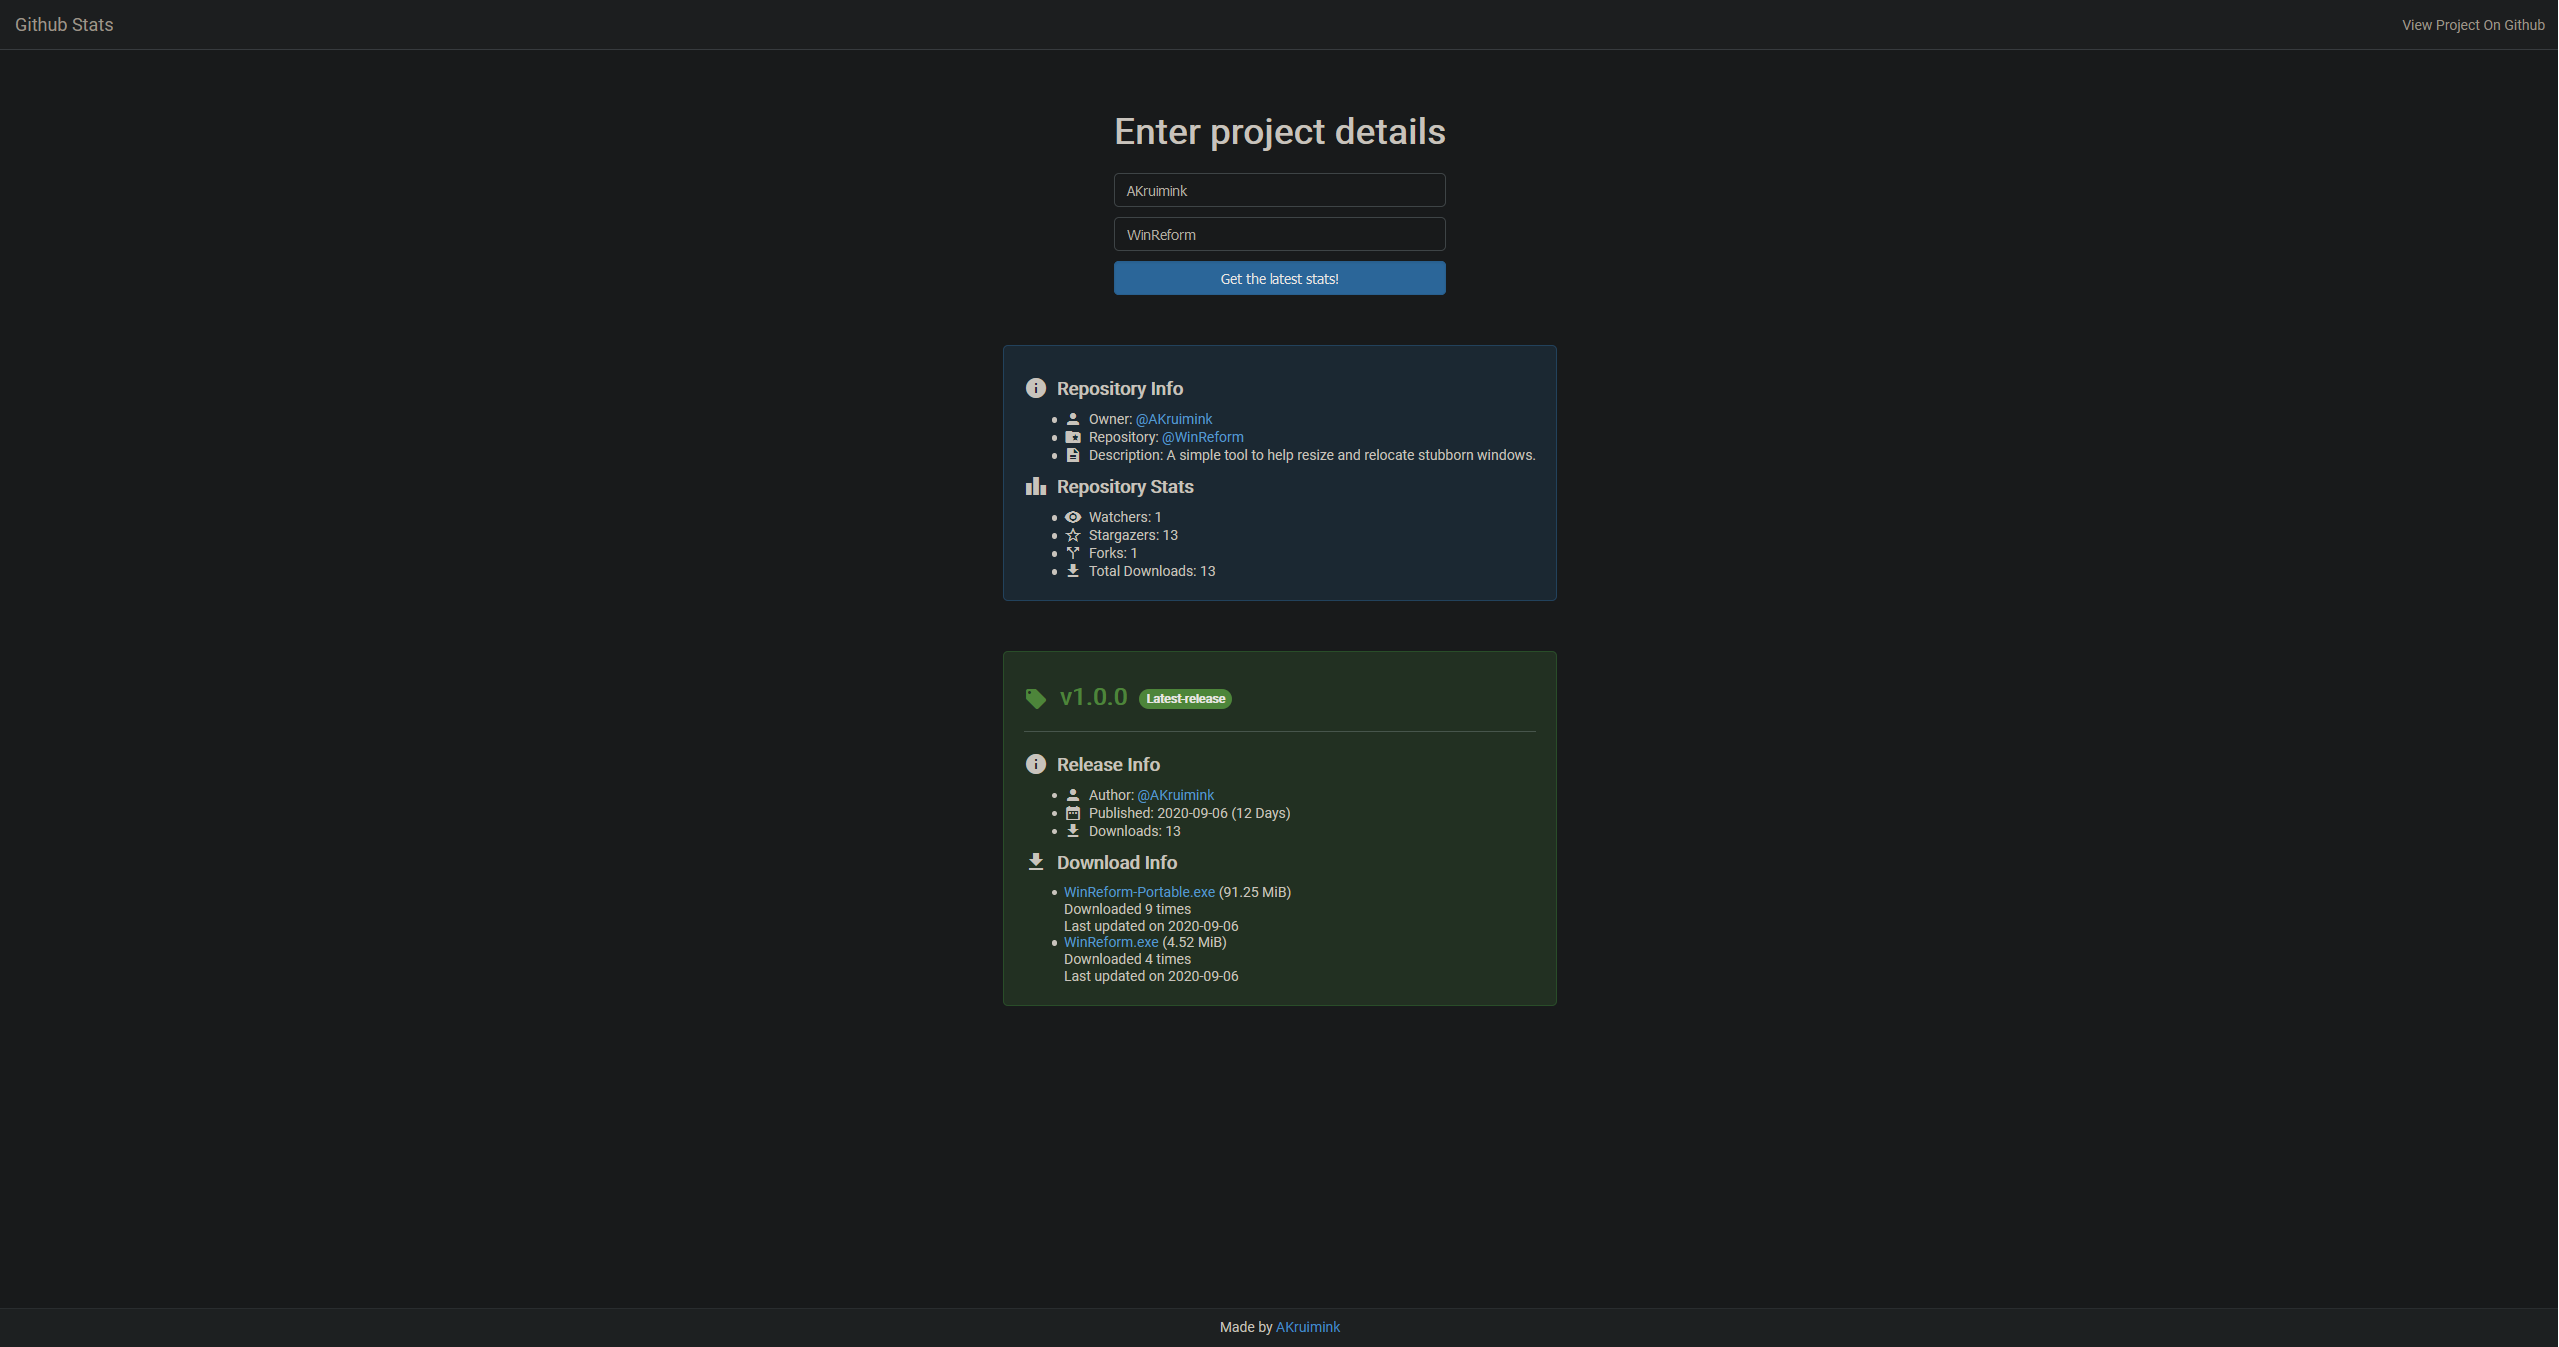 Github Stats
View Project On Github
Enter project details
AKruimink
WinReform
Get the latest stats!
Repository Info
Owner: @AKruimink
Repository: @WinReform
Description: A simple tool to help resize and relocate stubborn windows.
Repository Stats
Watchers: 1
Stargazers: 13
Forks: 1
Total Downloads: 13
v1.0.0 Latest-release
Release Info
Author: @AKruimink
Published: 2020-09-06 (12 Days)
Downloads: 13
Download Info
WinReform-Portable.exe (91.25 MiB)
Downloaded 9 times
Last updated on 2020-09-06
WinReform.exe (4.52 MiB)
Downloaded 4 times
Last updated on 2020-09-06
Made by AKruimink